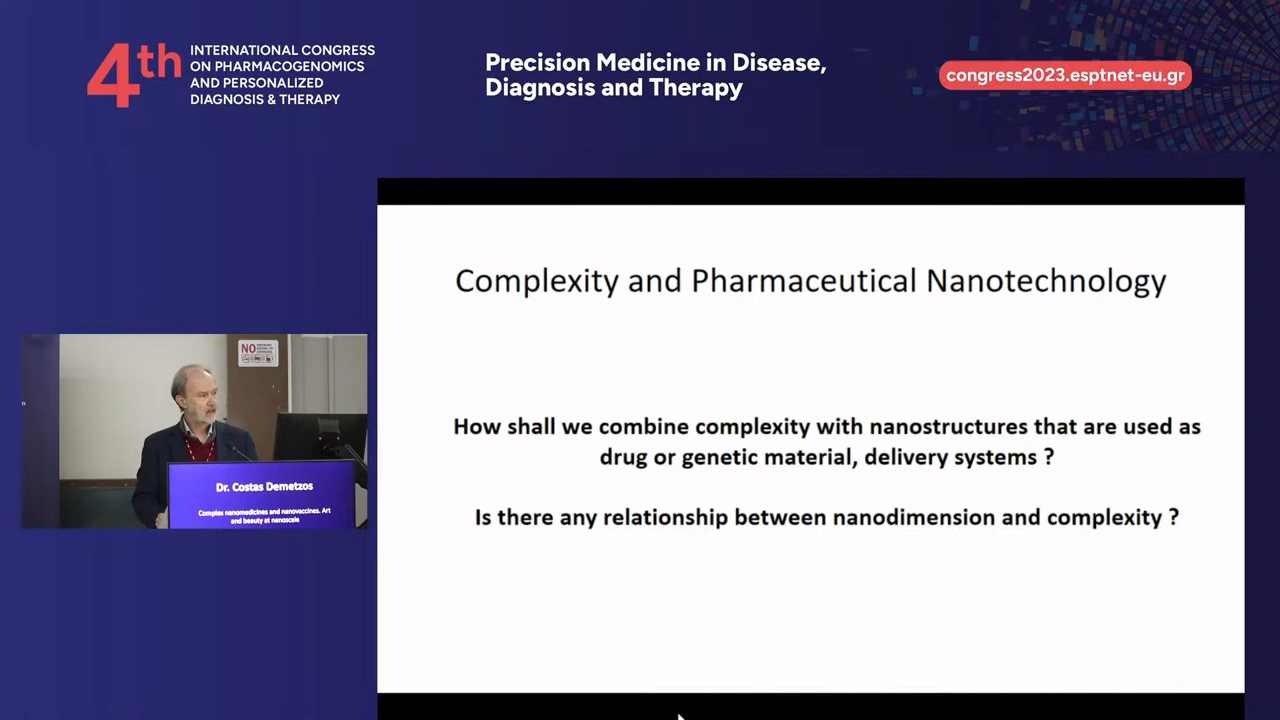 4th
INTERNATIONAL CONGRESS
ON PHARMACOGENOMICS
AND PERSONALIZED
DIAGNOSIS & THERAPY
Precision Medicine in Disease,
Diagnosis and Therapy
congress2023.esptnet-eu.gr
Complexity and Pharmaceutical Nanotechnology
How shall we combine complexity with nanostructures that are used as
drug or genetic material, delivery systems ?
Is there any relationship between nanodimension and complexity ?
NO
Dr. Costas Demetzos
Complex nanomedicines and nanovaccines. Art
and beauty at nanoscale